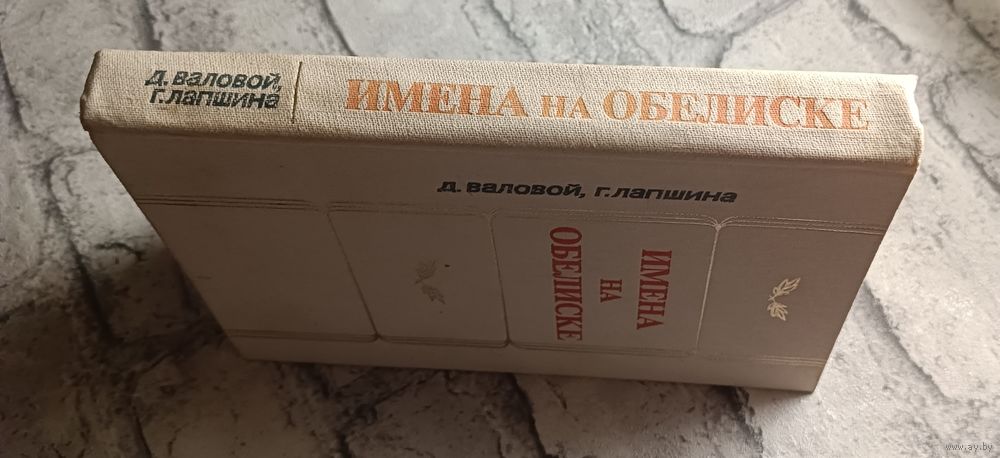 Д. ВАЛОВОЙ,
Г. ЛАПШИНА
ИМЕНА НА ОБЕЛИСКЕ
Д. ВАЛОВОЙ, Г. ЛАПШИНА
ИМЕНА
НА
ОБЕЛИСКЕ
www.ay.by